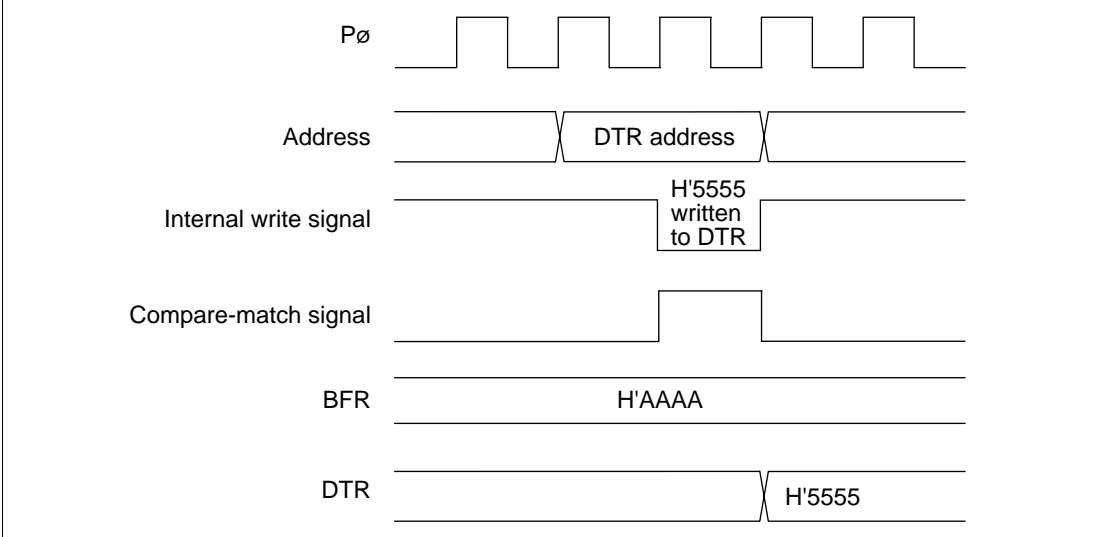 Pø
Address
DTR address
Internal write signal
H'5555
written
to DTR
Compare-match signal
BFR
H'AAAA
DTR
H'5555